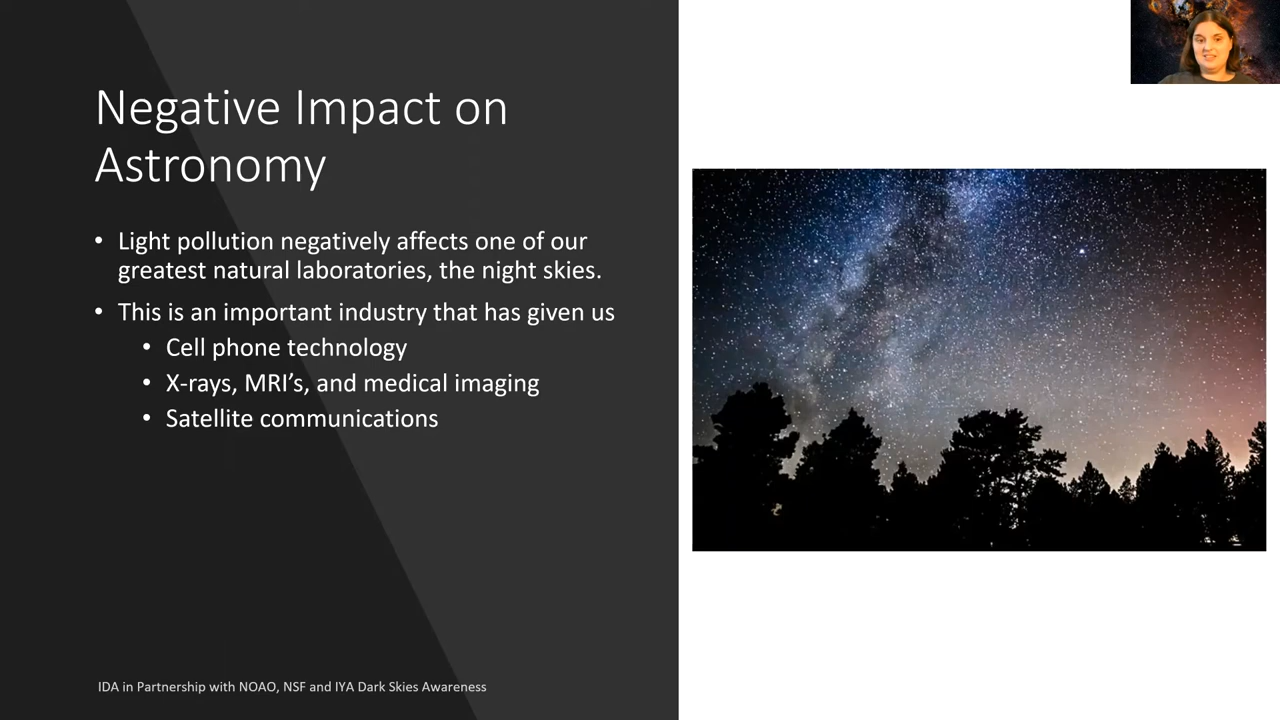 Negative Impact on
Astronomy
• Light pollution negatively affects one of our
greatest natural laboratories, the night skies.
• This is an important industry that has given us
• Cell phone technology
• X-rays, MRI’s, and medical imaging
• Satellite communications
IDA in Partnership with NOAO, NSF and IYA Dark Skies Awareness